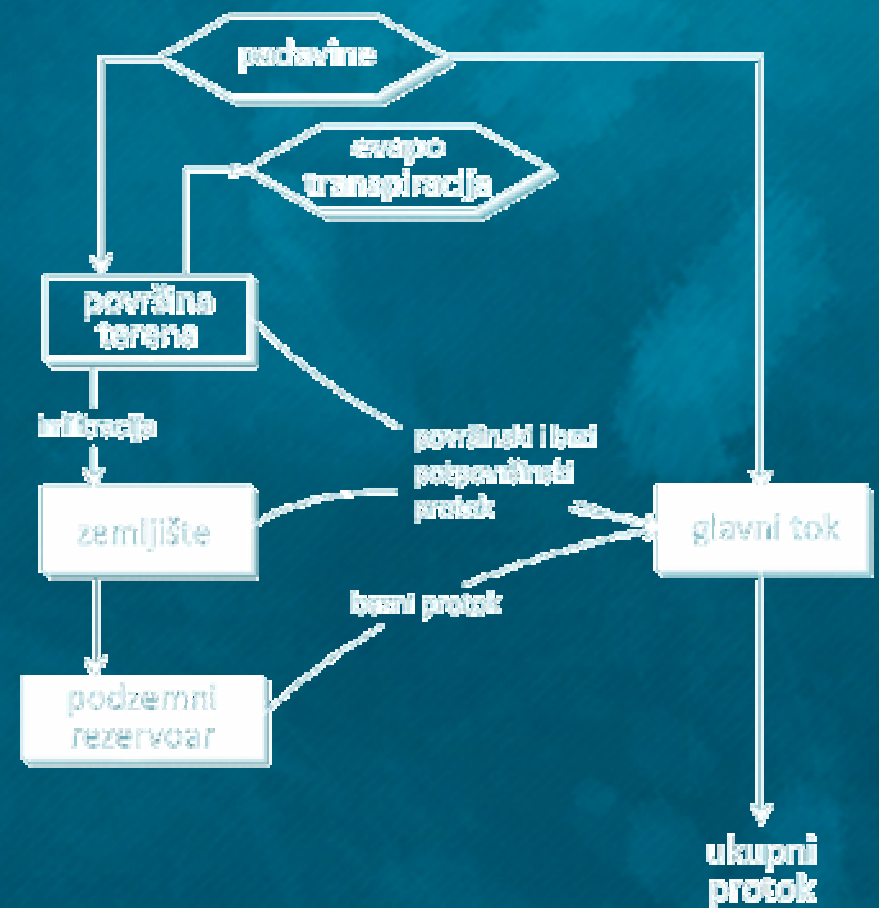 padavine
evapo
transpiracija
površina
terena
infiltracija
površinski i brzi
potpovršinski
protok
zemljište
glavni tok
bazni protok
podzemni
rezervoar
ukupni
protok